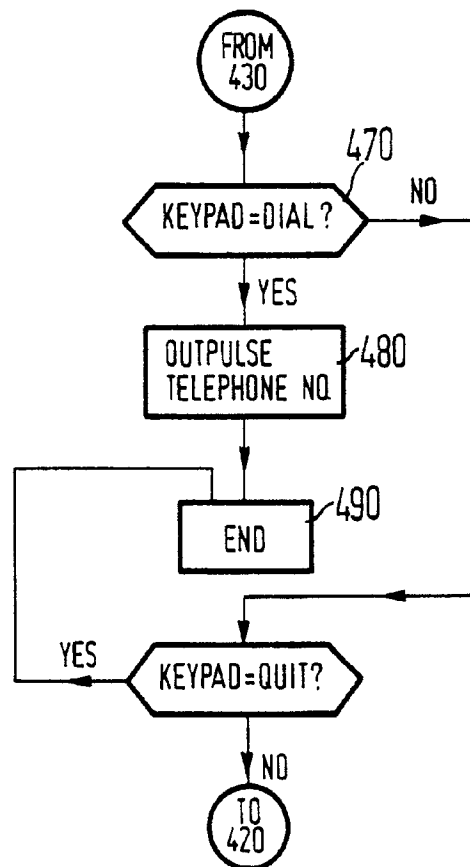 FROM
430
470
KEYPAD=DIAL?
NO
YES
OUTPULSE
TELEPHONE NO.
480
490
END
YES
KEYPAD=QUIT?
NO
TO
420